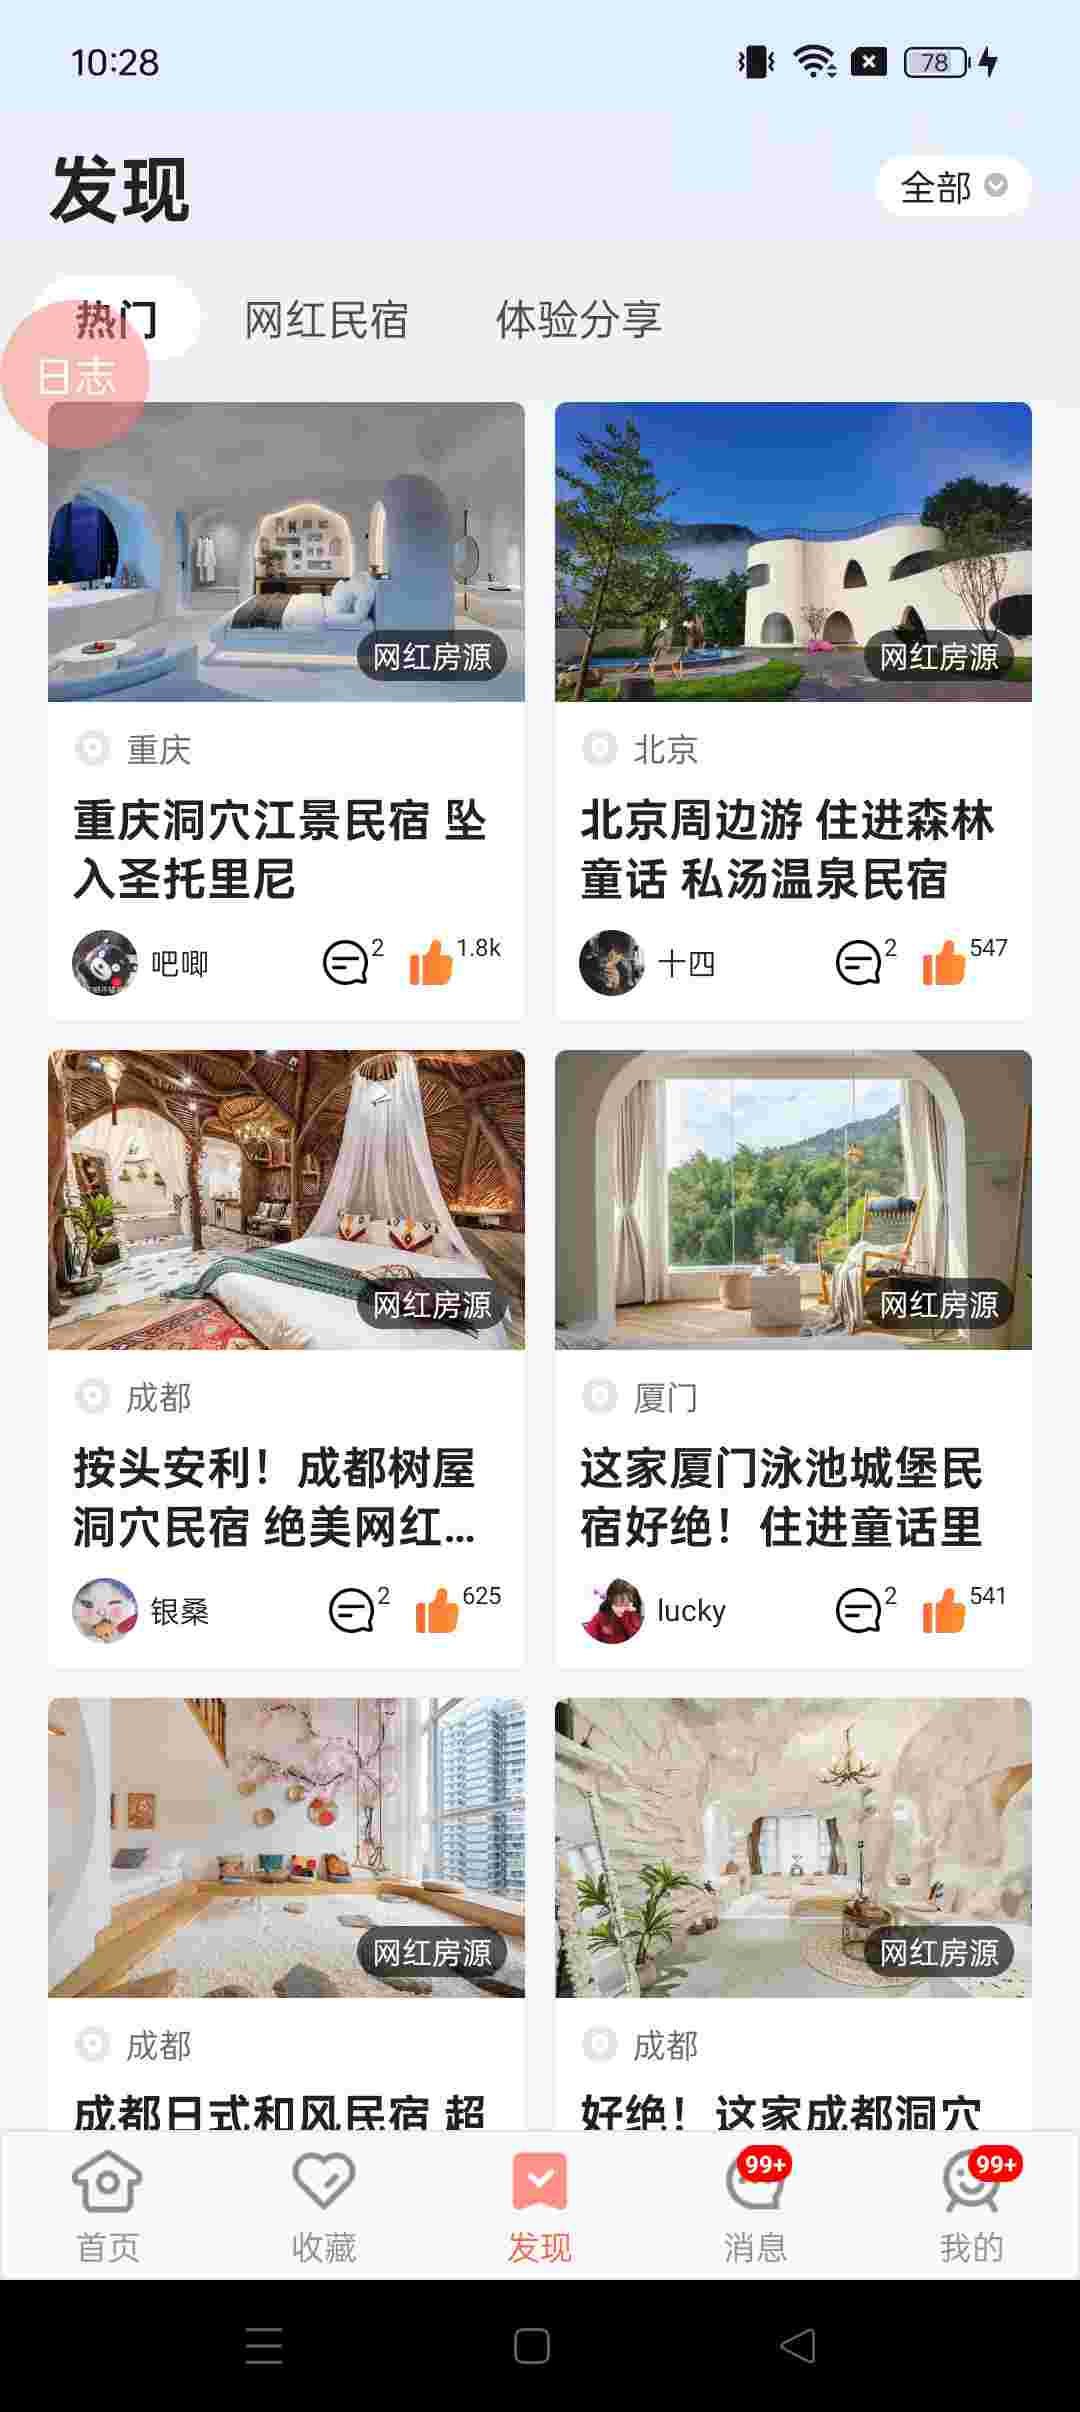 10:28
78
发现
全部
热门
网红民宿
体验分享
日志
网红房源
网红房源
重庆
北京
重庆洞穴江景民宿 坠
入圣托里尼
北京周边游 住进森林
童话 私汤温泉民宿
吧唧
2
1.8k
十四
2
547
网红房源
网红房源
成都
厦门
按头安利！成都树屋
洞穴民宿 绝美网红...
这家厦门泳池城堡民
宿好绝！住进童话里
银桑
2
625
lucky
2
541
网红房源
网红房源
成都
成都
成都日式和风民宿 超
好绝！这家成都洞穴
99+
99+
首页
收藏
发现
消息
我的